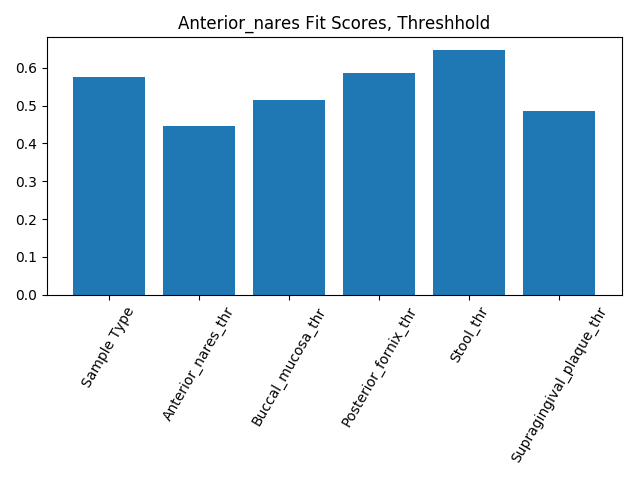 Anterior_nares Fit Scores, Threshhold
0.6
0.5
0.4
0.3
0.2
0.1
0.0
Sample Type
Anterior_nares_thr
Buccal_mucosa_thr
Posterior_fornix_thr
Stool_thr
Supragingival_plaque_thr